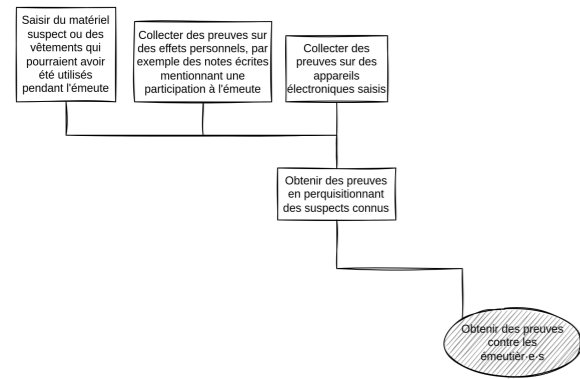 Saisir du matériel
suspect ou des
vêtements qui
pourraient avoir
été utilisés
pendant l'émeute
Collecter des preuves sur
des effets personnels, par
exemple des notes écrites
mentionnant une
participation à l'émeute
Collecter des
preuves sur des
appareils
électroniques saisis
Obtenir des preuves
en perquisitionnant
des suspects connus
Obtenir des preuves
contre les
émeutièr·e·s